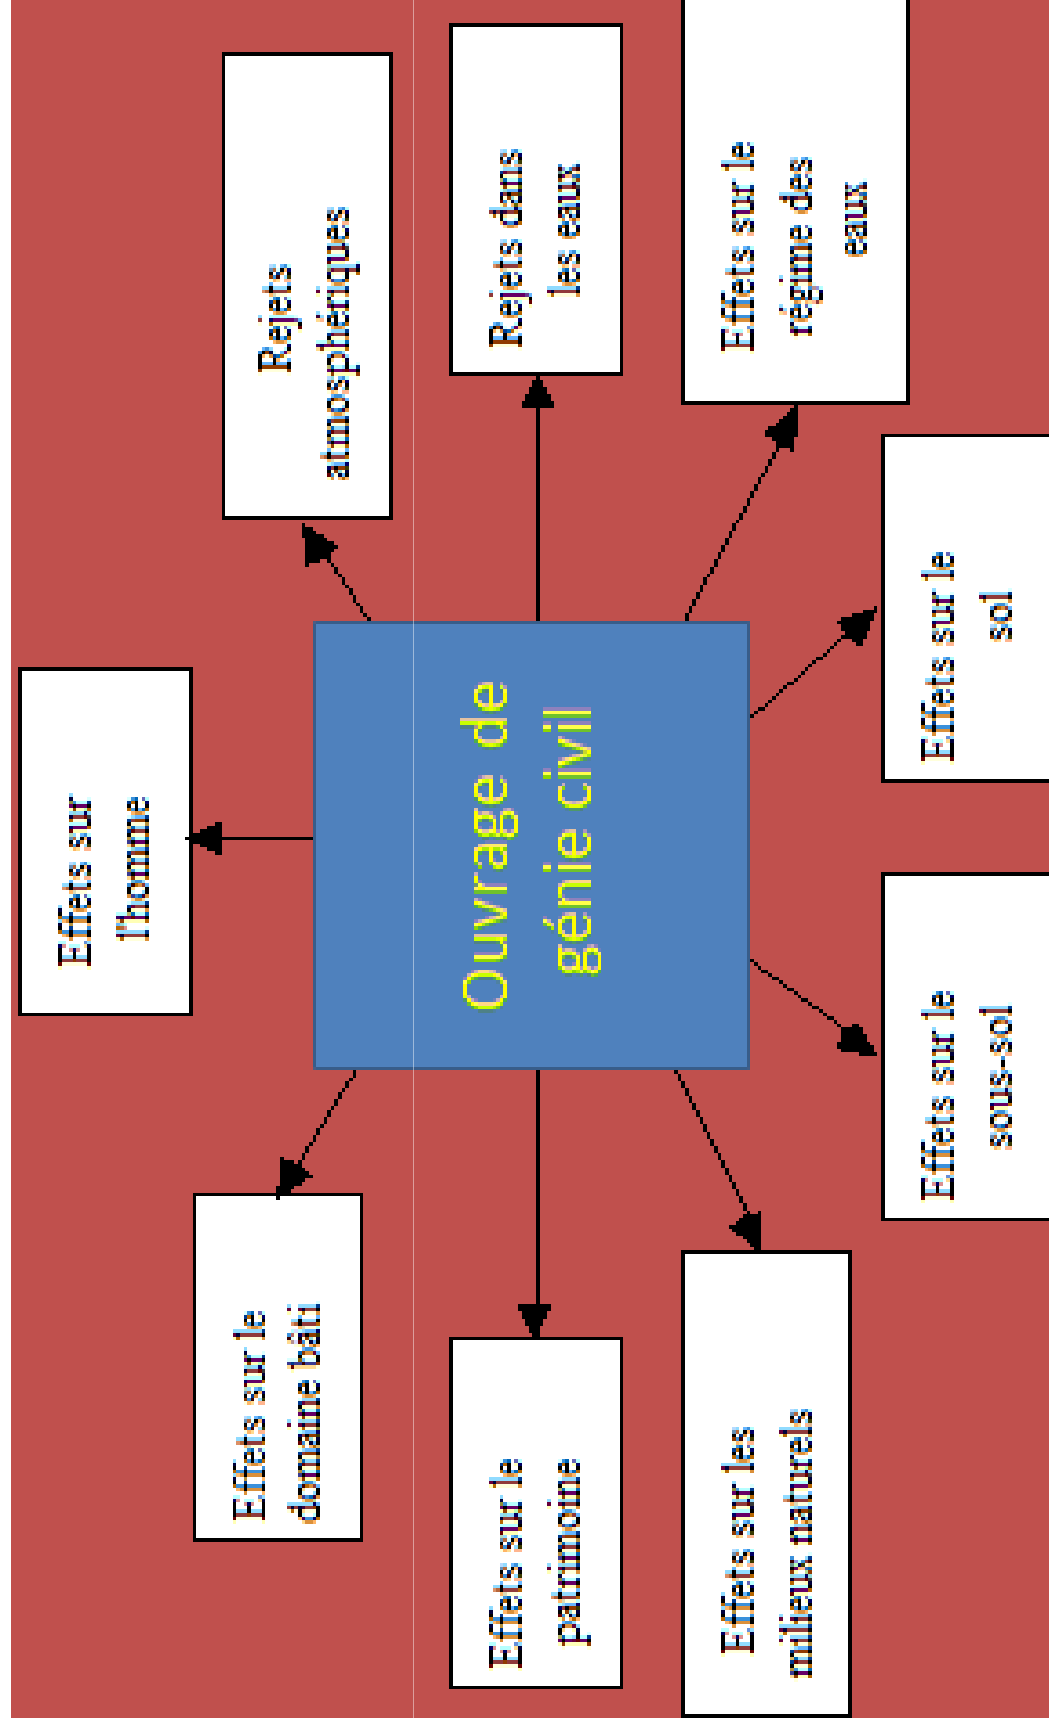 Effets sur
l'homme
Effets sur le
domaine bâti
Rejets
atmosphériques
Effets sur le
patrimoine
Ouvrage de
génie civil
Rejets dans
les eaux
Effets sur les
milieux naturels
Effets sur le
régime des
eaux
Effets sur le
sous-sol
Effets sur le
sol